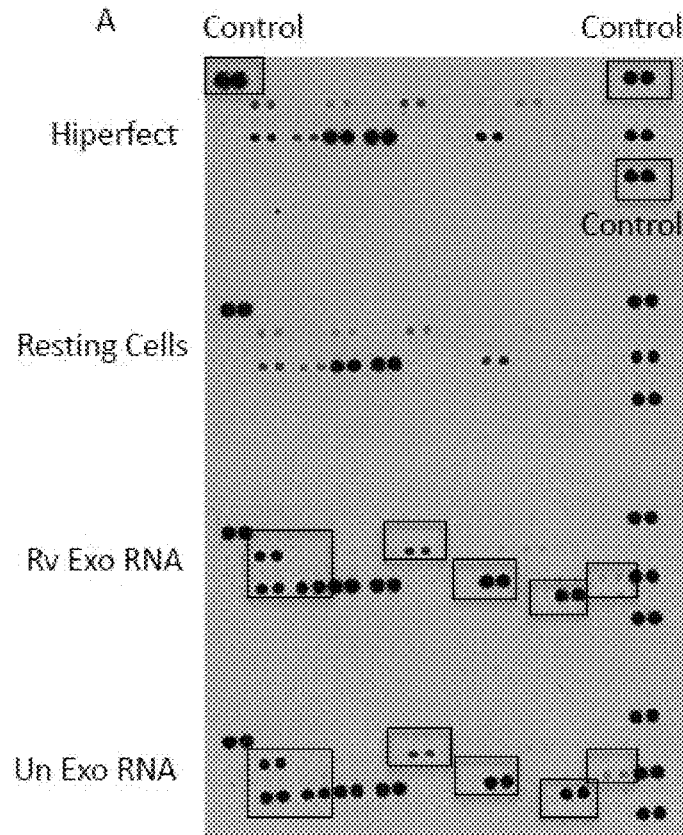 A
Control Control
Hiperfect
Control
Resting Cells
Rv Exo RNA
Un Exo RNA